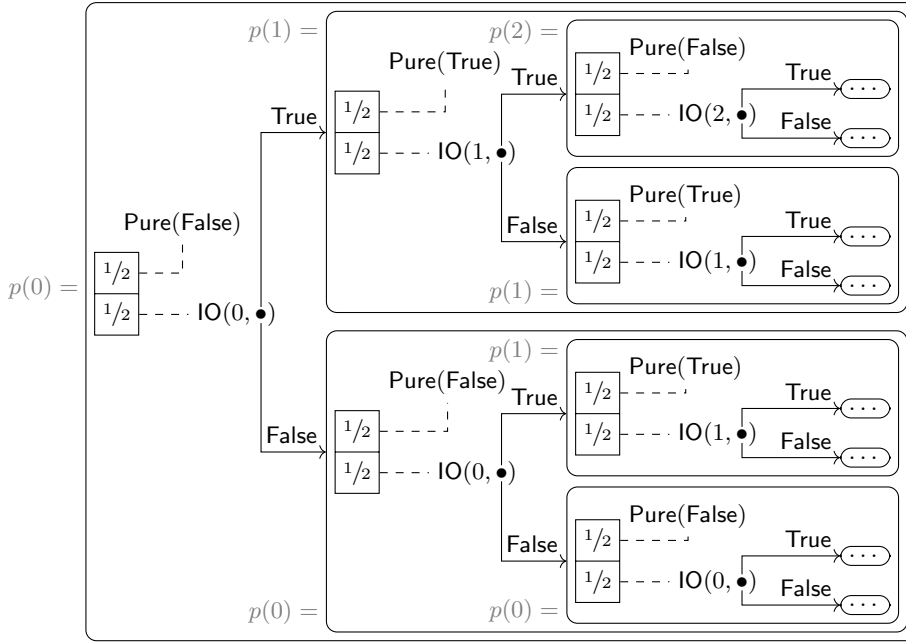 p(1) =
p(2) =
Pure(False)
1/2
1/2
IO(2, •)
True
···
False
···
Pure(True)
1/2
1/2
IO(1, •)
True
False
True
p(1) =
Pure(True)
1/2
1/2
IO(1, •)
True
···
False
···
p(0) =
Pure(False)
1/2
1/2
IO(0, •)
False
p(0) =
Pure(False)
1/2
1/2
IO(0, •)
True
False
p(1) =
Pure(True)
1/2
1/2
IO(1, •)
True
···
False
···
p(0) =
Pure(False)
1/2
1/2
IO(0, •)
True
···
False
···